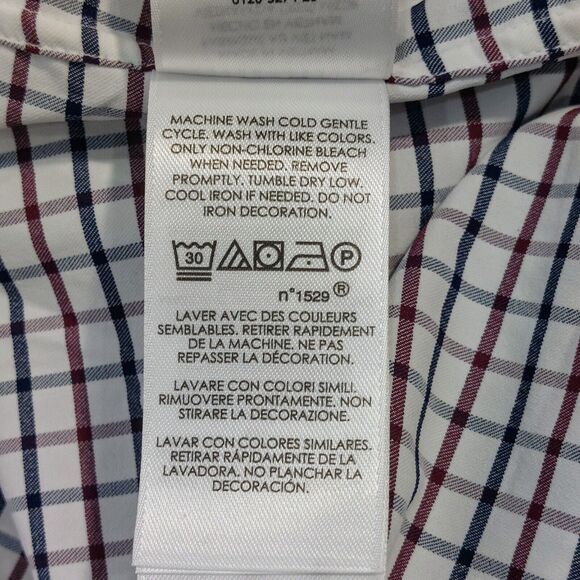 MACHINE WASH COLD GENTLE
CYCLE. WASH WITH LIKE COLORS.
ONLY NON-CHLORINE BLEACH
WHEN NEEDED. REMOVE
PROMPTLY. TUMBLE DRY LOW.
COOL IRON IF NEEDED. DO NOT
IRON DECORATION.
30 P
n°1529®
LAVER AVEC DES COULEURS
SEMBLABLES. RETIRER RAPIDEMENT
DE LA MACHINE. NE PAS
REPASSER LA DÉCORATION.
LAVARE CON COLORI SIMILI.
RIMUOVERE PRONTAMENTE. NON
STIRARE LA DECORAZIONE.
LAVAR CON COLORES SIMILARES.
RETIRAR RÁPIDAMENTE DE LA
LAVADORA. NO PLANCHAR LA
DECORACIÓN.